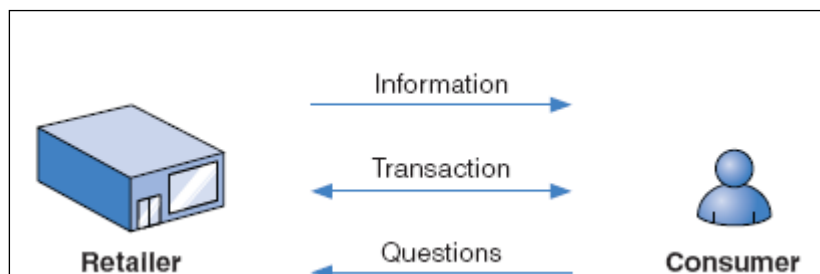 Information
Transaction
Questions
Retailer
Consumer